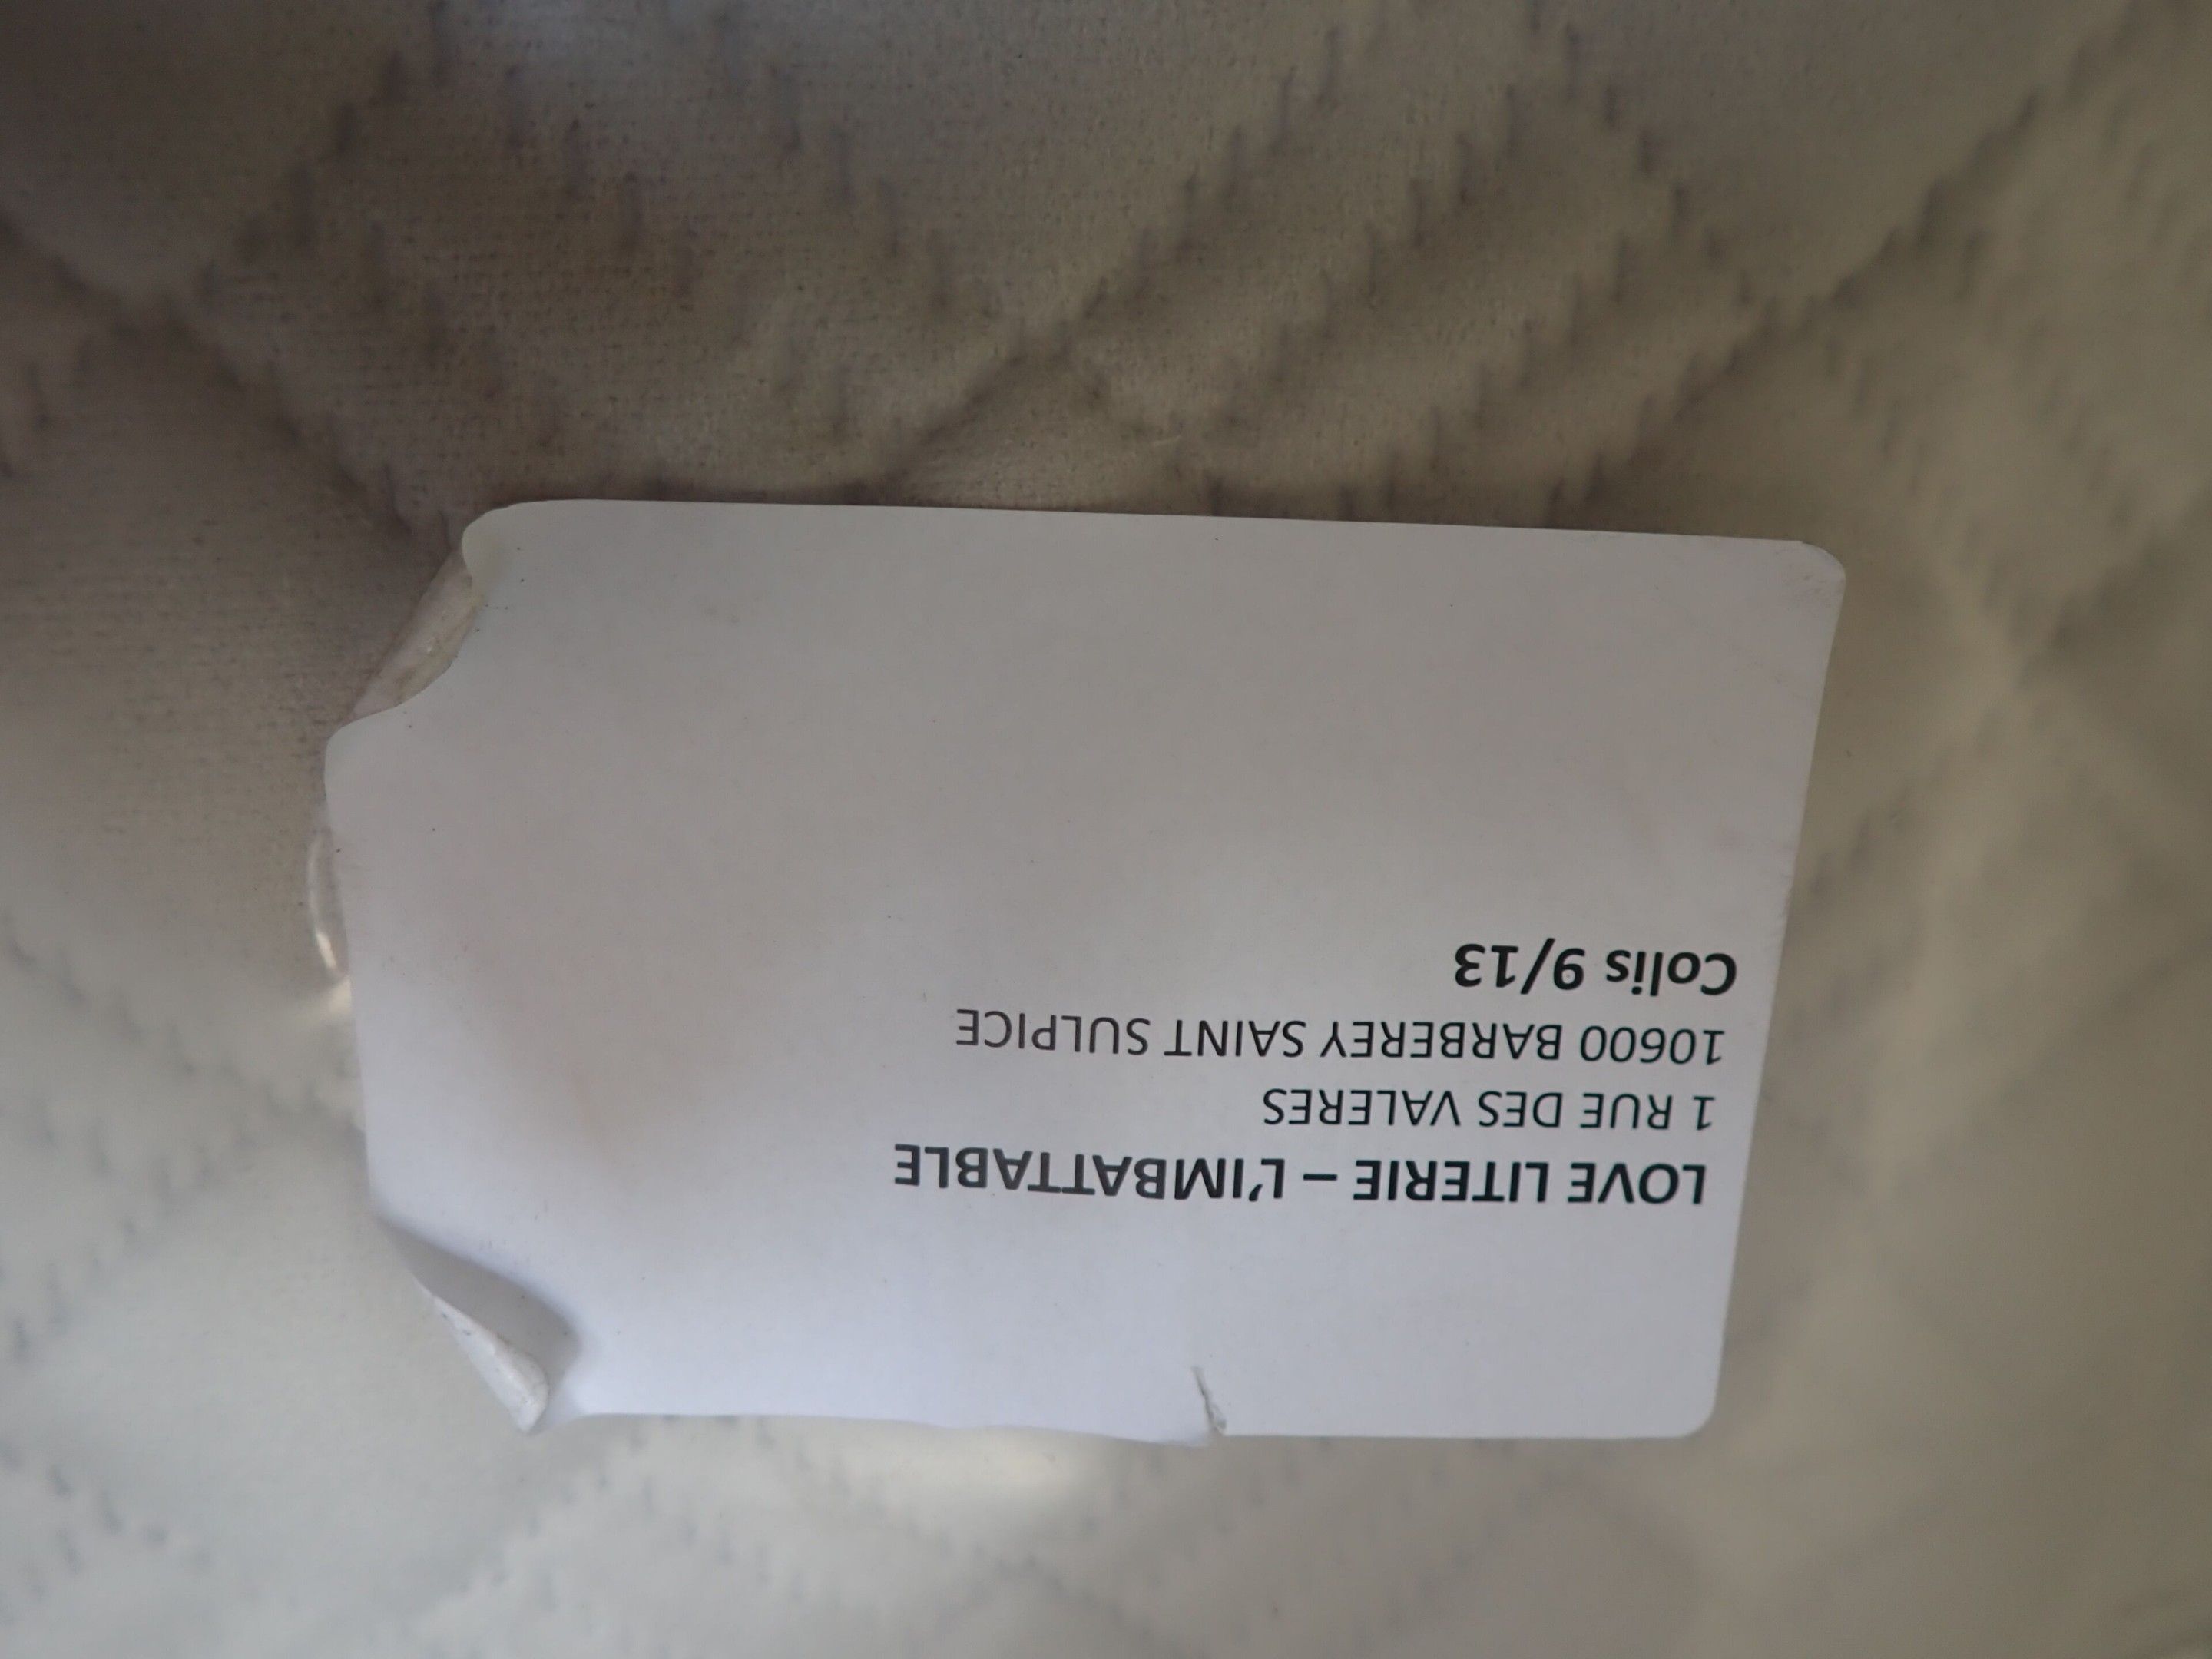 LOVE LITERIE – L'IMBATTABLE
1 RUE DES VALERES
10600 BARBEREY SAINT SULPICE
Colis 9/13